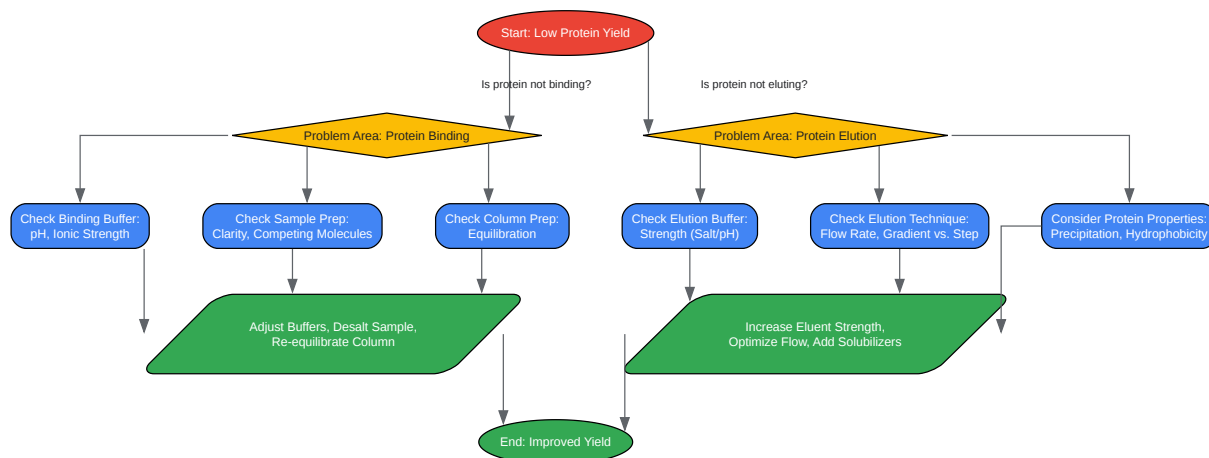 Start: Low Protein Yield
Is protein not binding?
Is protein not eluting?
Problem Area: Protein Binding
Problem Area: Protein Elution
Check Binding Buffer:
pH, Ionic Strength
Check Sample Prep:
Clarity, Competing Molecules
Check Column Prep:
Equilibration
Check Elution Buffer:
Strength (Salt/pH)
Check Elution Technique:
Flow Rate, Gradient vs. Step
Consider Protein Properties:
Precipitation, Hydrophobicity
Adjust Buffers, Desalt Sample,
Re-equilibrate Column
Increase Eluent Strength,
Optimize Flow, Add Solubilizers
End: Improved Yield